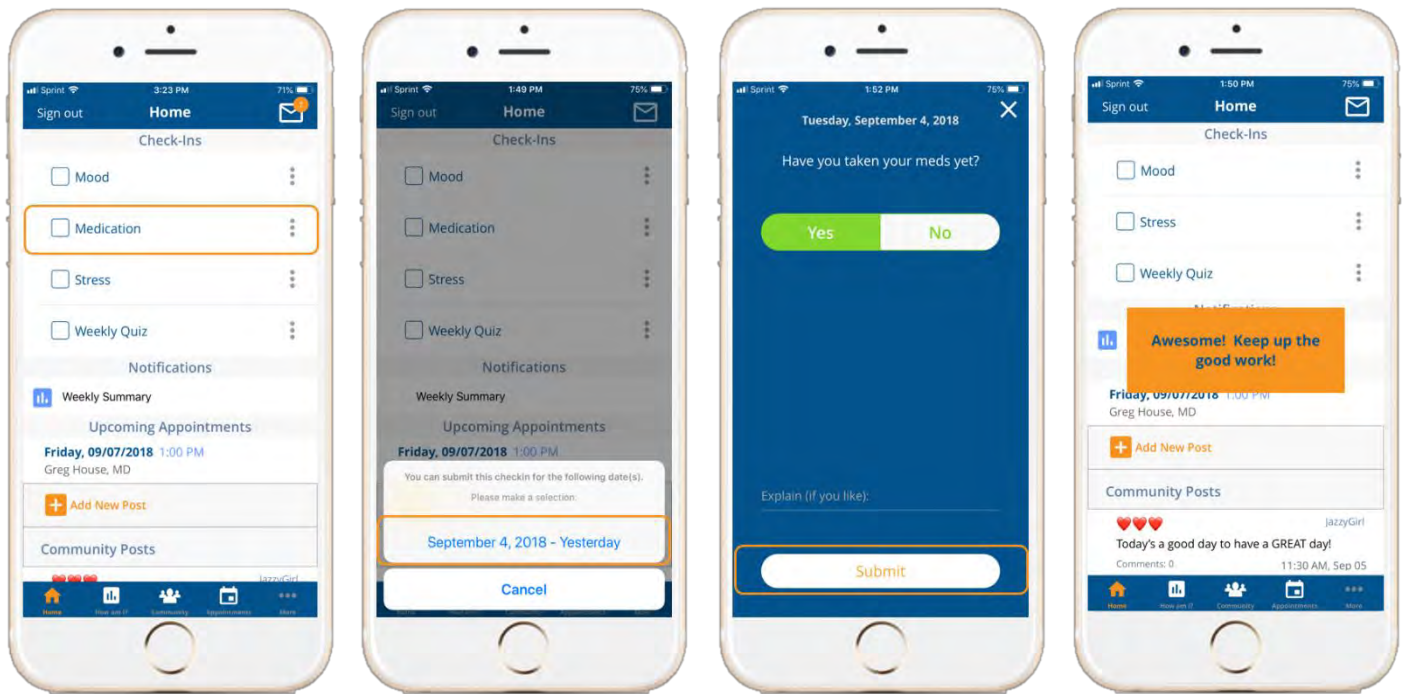 Sprint 3:23 PM 71%
Sign out Home
Check-Ins
Mood
Medication
Stress
Weekly Quiz
Notifications
Weekly Summary
Upcoming Appointments
Friday, 09/07/2018 1:00 PM
Greg House, MD
Add New Post
Community Posts
JazzyGirl
Home How am I? Community Appointments More
Sprint 1:49 PM 75%
Sign out Home
Check-Ins
Mood
Medication
Stress
Weekly Quiz
Notifications
Weekly Summary
Upcoming Appointments
Friday, 09/07/2018 1:00 PM
You can submit this checkin for the following date(s).
Please make a selection
September 4, 2018 - Yesterday
Cancel
Sprint 1:52 PM 75%
Tuesday, September 4, 2018
Have you taken your meds yet?
Yes No
Explain (if you like):
Submit
Sprint 1:50 PM 75%
Sign out Home
Check-Ins
Mood
Stress
Weekly Quiz
Notifications
Awesome! Keep up the
good work!
Friday, 09/07/2018 1:00 PM
Greg House, MD
Add New Post
Community Posts
JazzyGirl
Today's a good day to have a GREAT day!
Comments: 0 11:30 AM, Sep 05
Home How am I? Community Appointments More